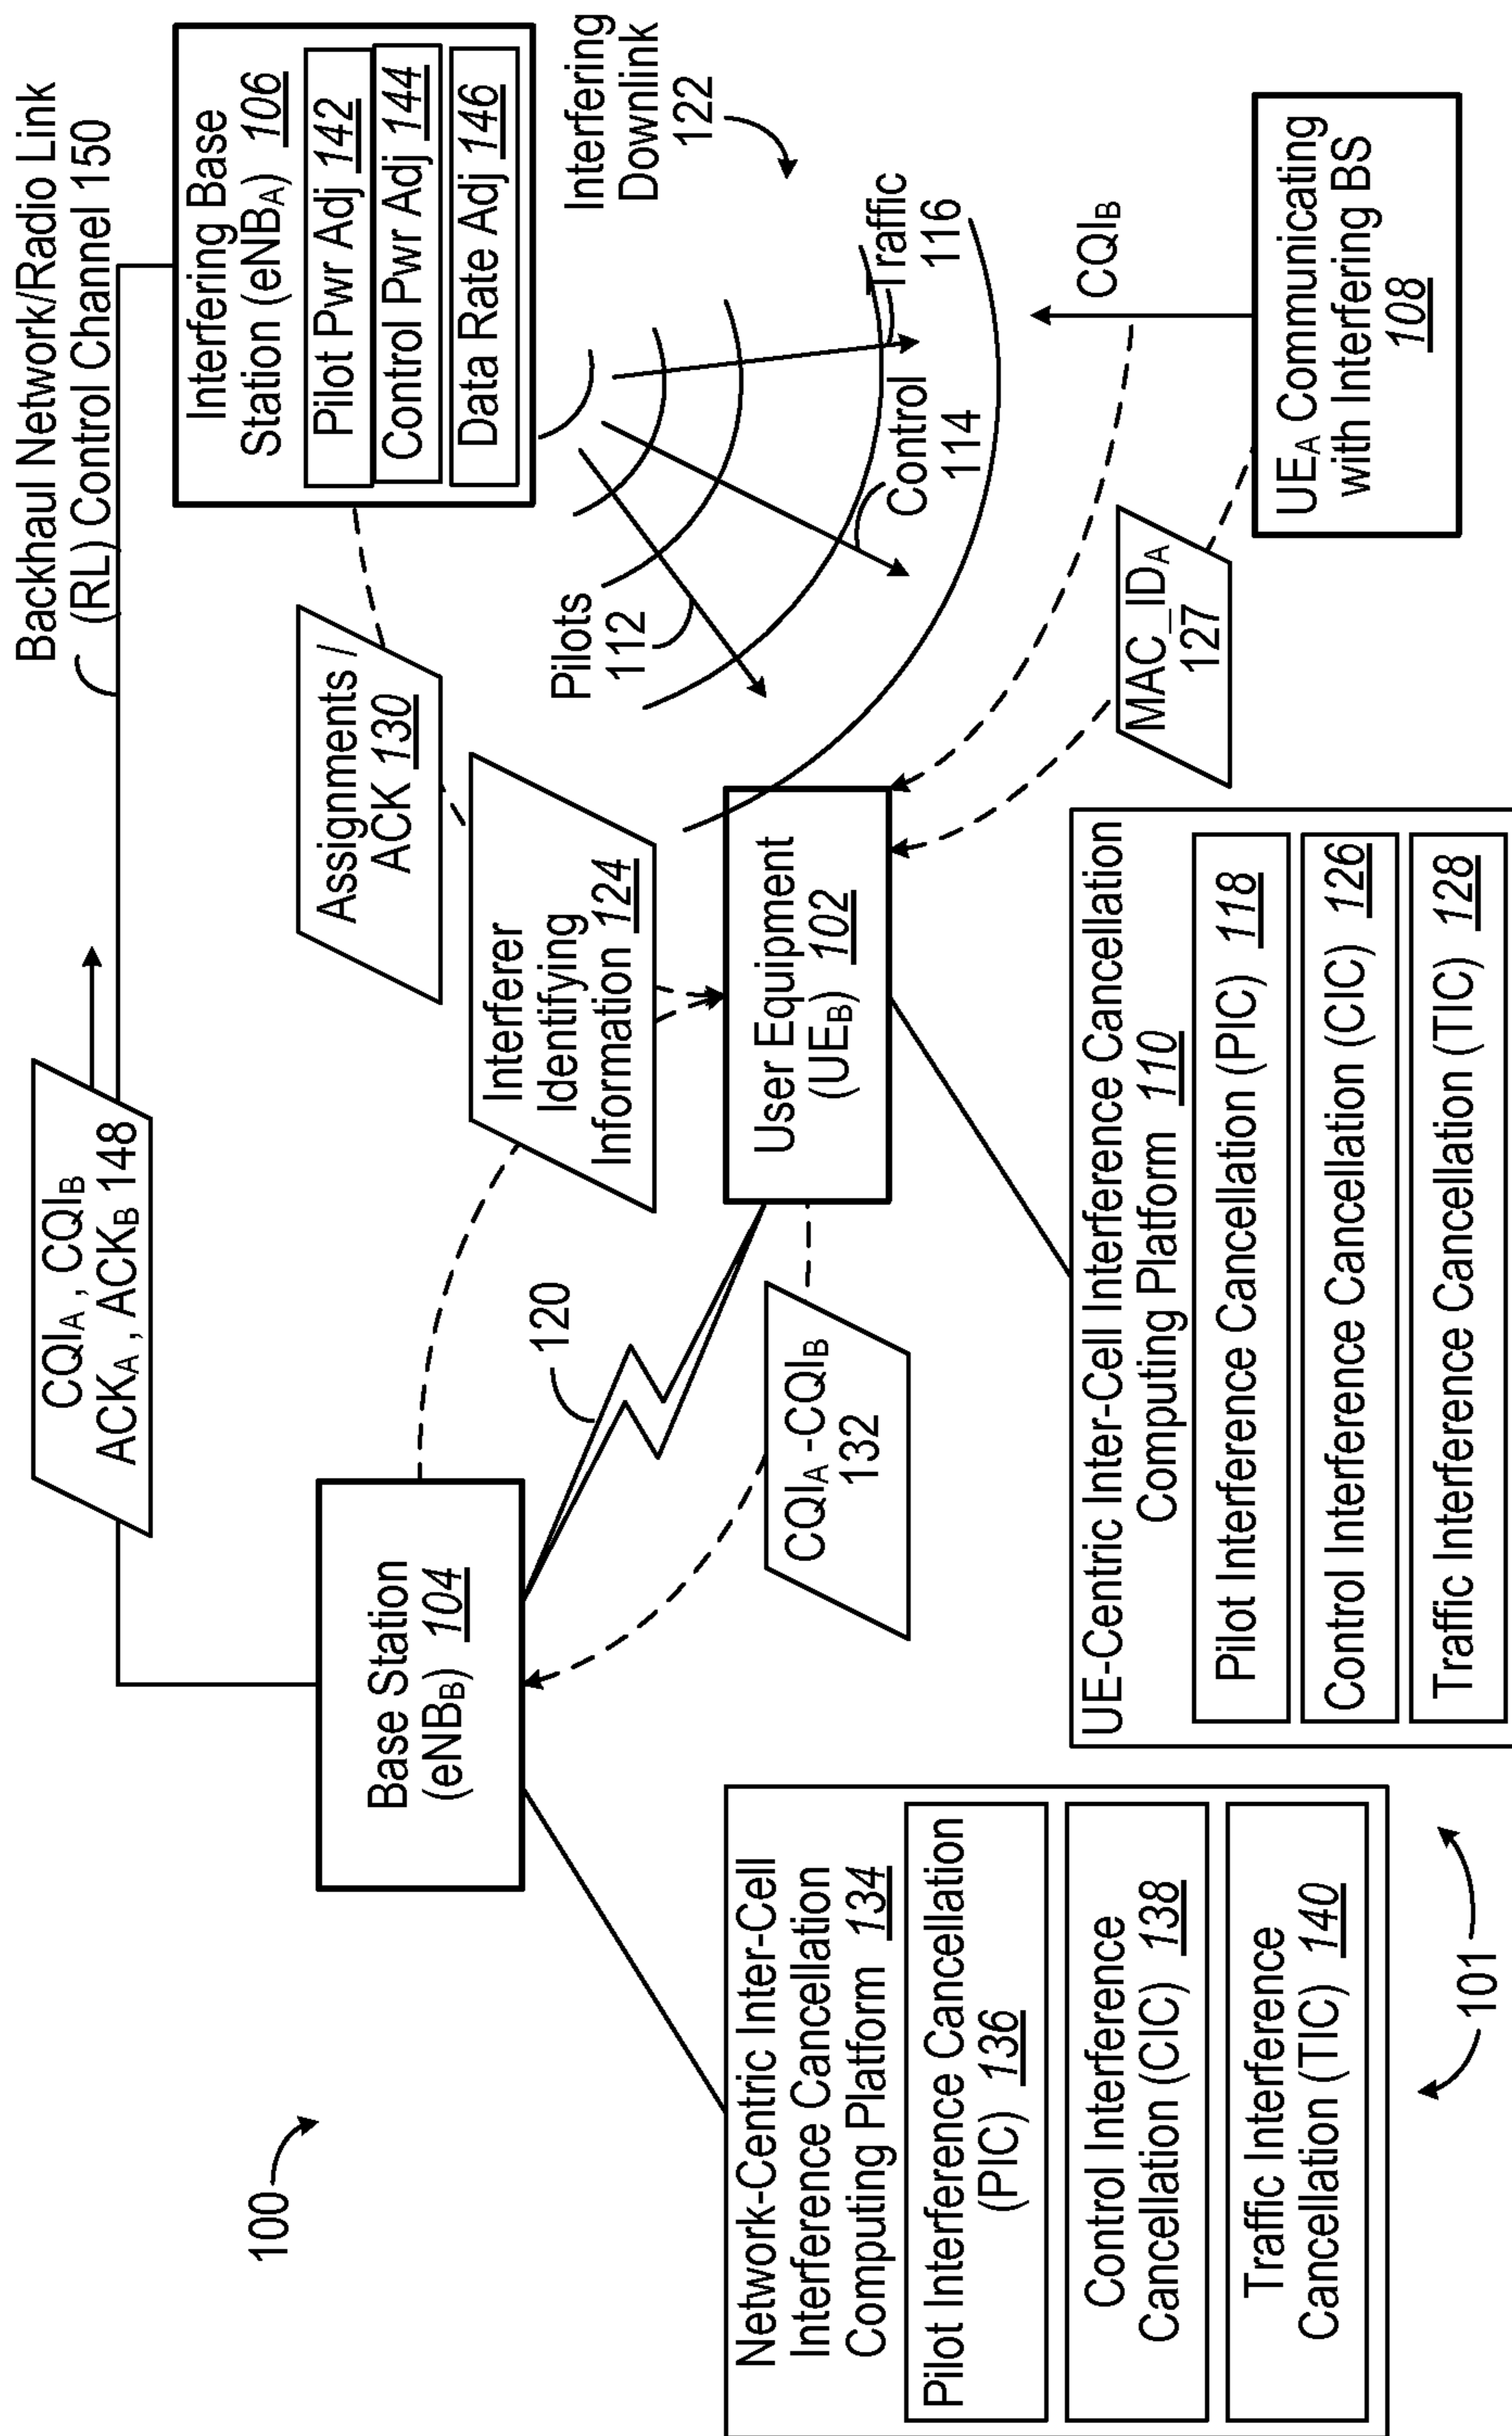 Backhaul Network/Radio Link
(RL) Control Channel 150
CQIA, CQIB
ACKA, ACKB 148
100
Base Station
(eNBB) 104
Interfering Base
Station (eNBA) 106
Pilot Pwr Adj 142
Control Pwr Adj 144
Data Rate Adj 146
Assignments /
ACK 130
Interferer
Identifying
Information 124
Interfering
Downlink
122
Pilots
112
Control
114
Traffic
116
120
CQIA-CQIB
132
User Equipment
(UEB) 102
CQIB
MAC_IDA
127
UEA Communicating
with Interfering BS
108
Network-Centric Inter-Cell
Interference Cancellation
Computing Platform 134
Pilot Interference Cancellation
(PIC) 136
Control Interference
Cancellation (CIC) 138
Traffic Interference
Cancellation (TIC) 140
101
UE-Centric Inter-Cell Interference Cancellation
Computing Platform 110
Pilot Interference Cancellation (PIC) 118
Control Interference Cancellation (CIC) 126
Traffic Interference Cancellation (TIC) 128